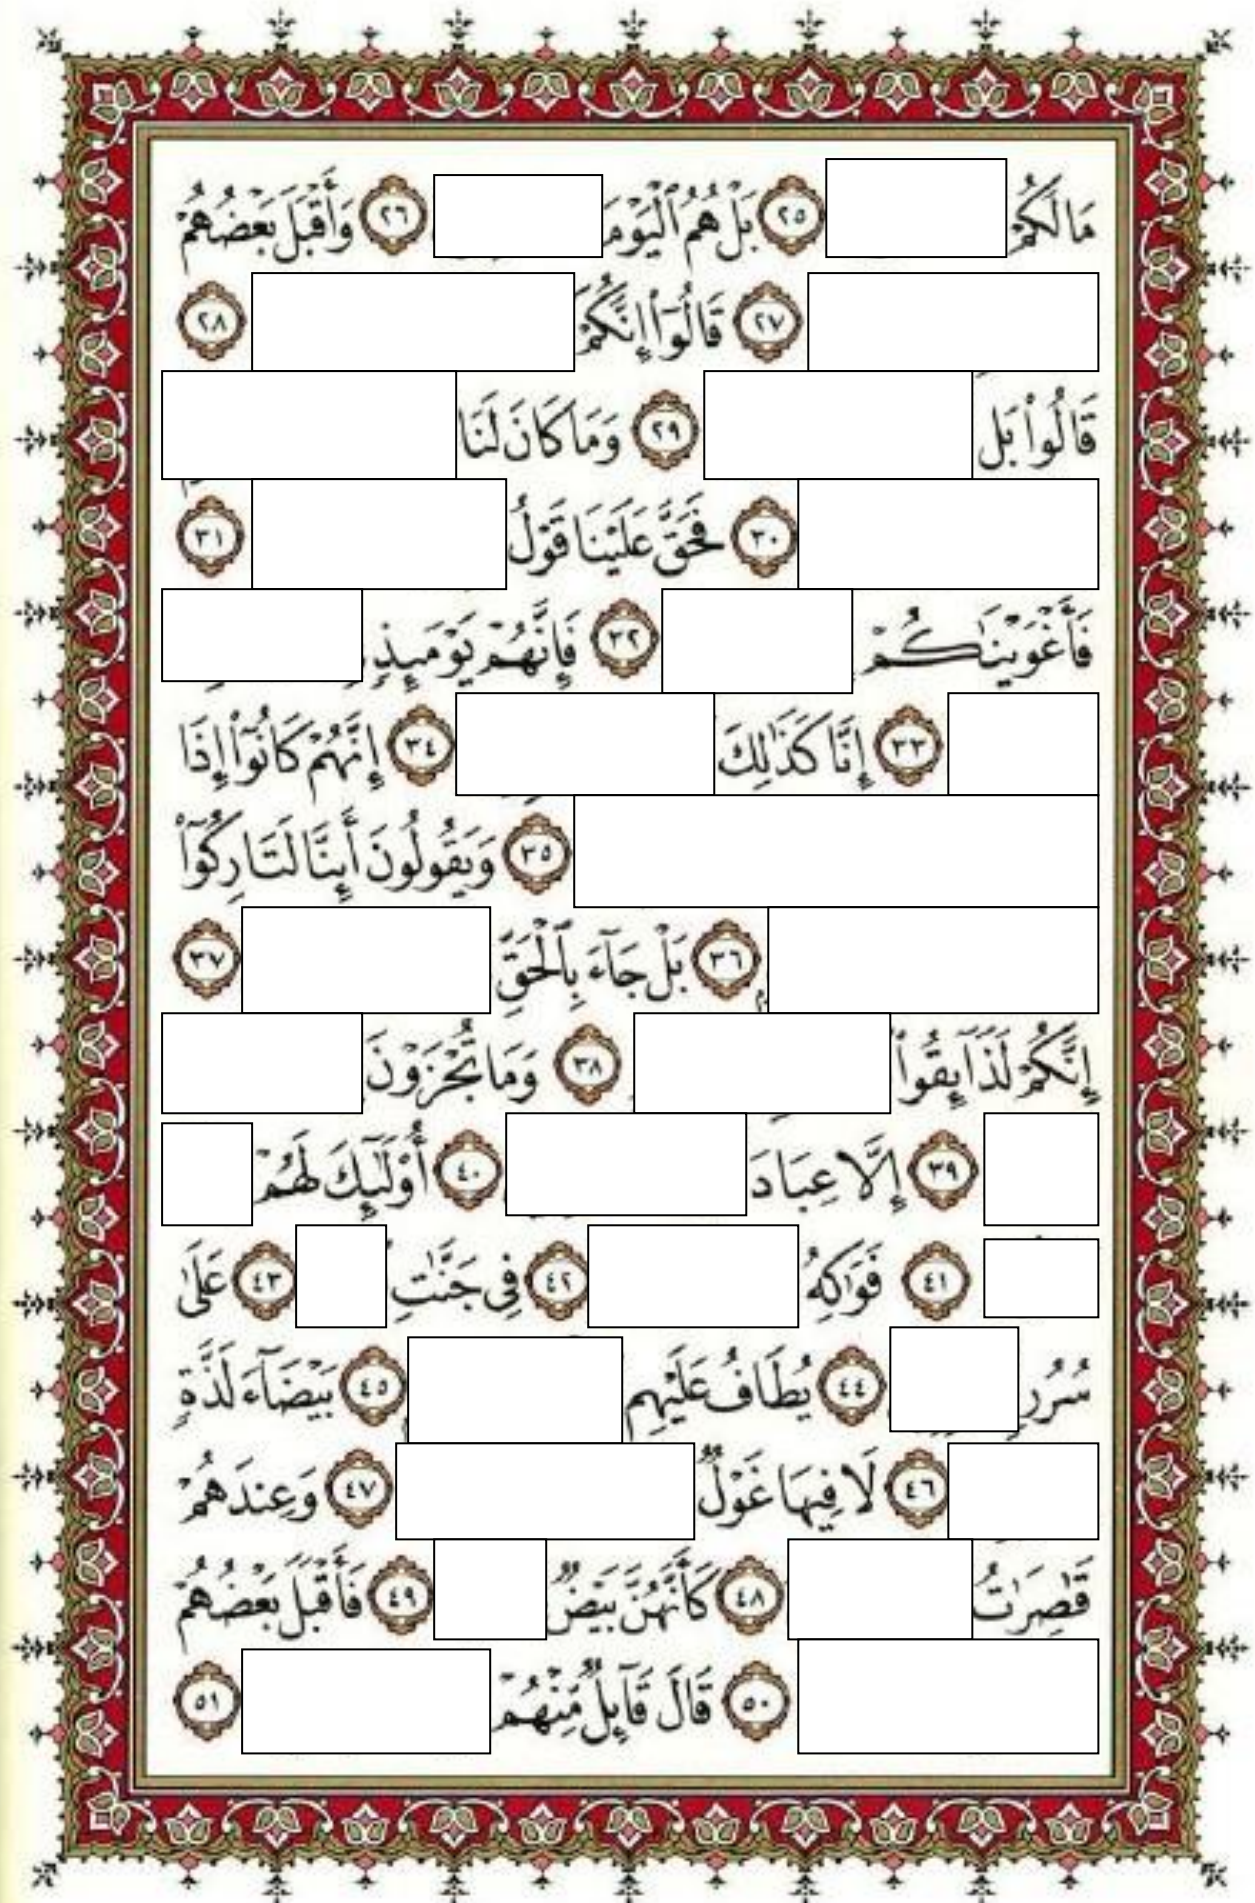 مَالَكُمْ ٢٥ بَلْ هُمُ ٱلْيَوْمَ ٢٦ وَأَقْبَلَ بَعْضُهُمْ
٢٧ قَالُوٓا۟ إِنَّكُمْ ٢٨
قَالُوا۟ بَل ٢٩ وَمَا كَانَ لَنَا
٣٠ فَحَقَّ عَلَيْنَا قَوْلُ ٣١
فَأَغْوَيْنَٰكُمْ ٣٢ فَإِنَّهُمْ يَوْمَئِذٍ
٣٣ إِنَّا كَذَٰلِكَ ٣٤ إِنَّهُمْ كَانُوٓا۟ إِذَا
٣٥ وَيَقُولُونَ أَئِنَّا لَتَارِكُوٓا۟
٣٦ بَلْ جَآءَ بِٱلْحَقِّ ٣٧
إِنَّكُمْ لَذَآئِقُوا۟ ٣٨ وَمَا تُجْزَوْنَ
٣٩ إِلَّا عِبَادَ ٤٠ أُو۟لَٰٓئِكَ لَهُمْ
٤١ فَوَٰكِهُ ٤٢ فِى جَنَّٰتِ ٤٣ عَلَىٰ
سُرُرٍ ٤٤ يُطَافُ عَلَيْهِم ٤٥ بَيْضَآءَ لَذَّةٍ
٤٦ لَا فِيهَا غَوْلٌ ٤٧ وَعِندَهُمْ
قَٰصِرَٰتُ ٤٨ كَأَنَّهُنَّ بَيْضٌ ٤٩ فَأَقْبَلَ بَعْضُهُمْ
٥٠ قَالَ قَآئِلٌ مِّنْهُمْ ٥١